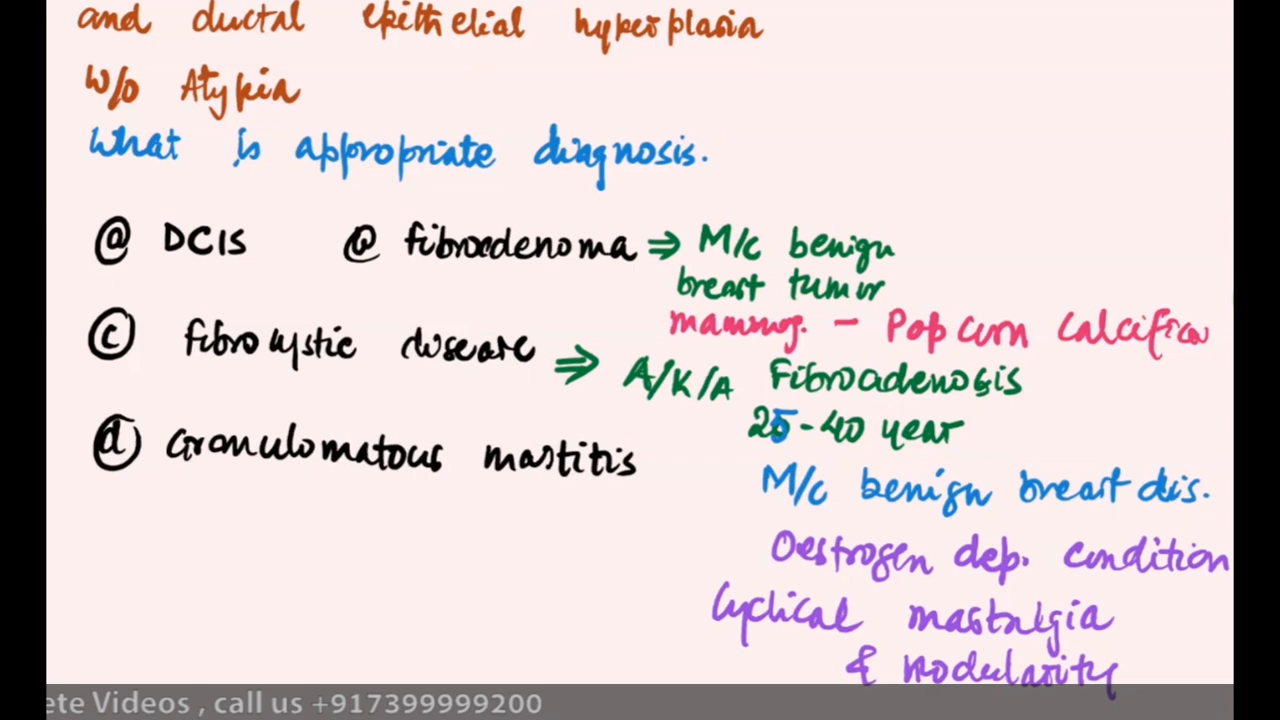 and ductal epithelial hyperplasia
w/o Atypia
What is appropriate diagnosis.
@ DCIS @ fibroadenoma ⇒ M/c benign
breast tumor
mammog. - Pop corn calcifica
© fibrocystic disease ⇒ A/K/A Fibroadenosis
25-40 year
ⓓ Granulomatous mastitis
M/c benign breast dis.
Oestrogen dep. condition
Cyclical mastalgia
& nodularity
ete Videos , call us +917399999200